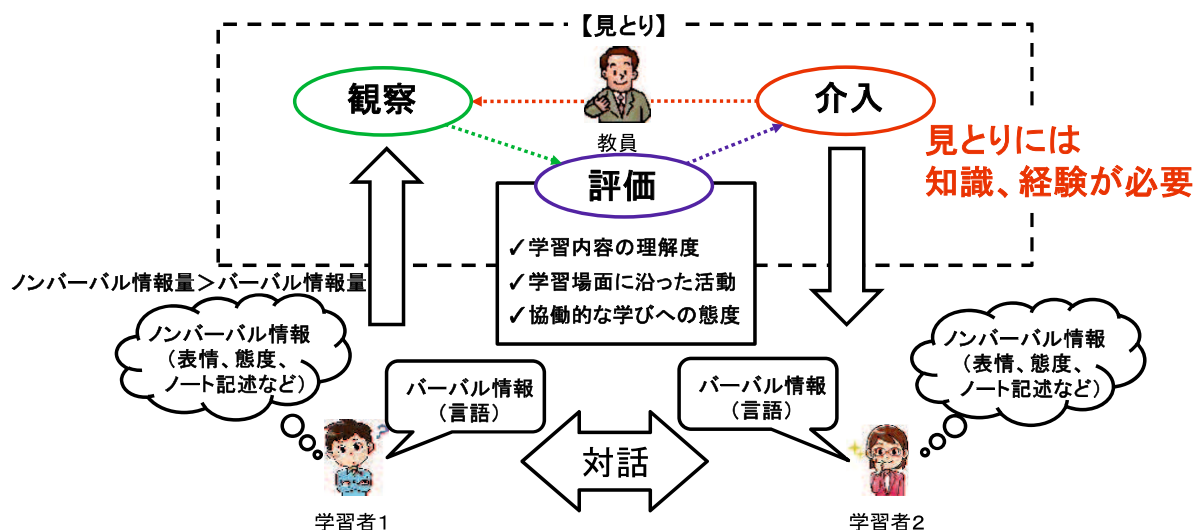 【見とり】
観察
介入
教員
評価
見とりには
知識、経験が必要
✓学習内容の理解度
✓学習場面に沿った活動
✓協働的な学びへの態度
ノンバーバル情報量＞バーバル情報量
ノンバーバル情報
（表情、態度、
ノート記述など）
バーバル情報
（言語）
バーバル情報
（言語）
ノンバーバル情報
（表情、態度、
ノート記述など）
対話
学習者１
学習者２